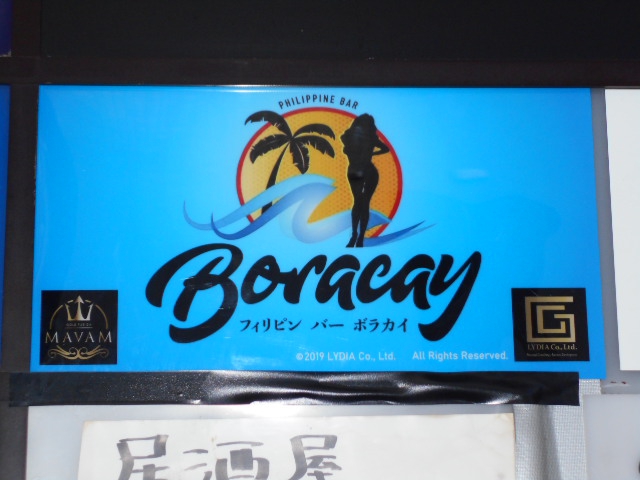 PHILIPPINE BAR
Boracay
フィリピン バー ボラカイ
MAVAM
LYDIA Co., Ltd.
©2019 LYDIA Co., Ltd. All Rights Reserved.
居酒屋